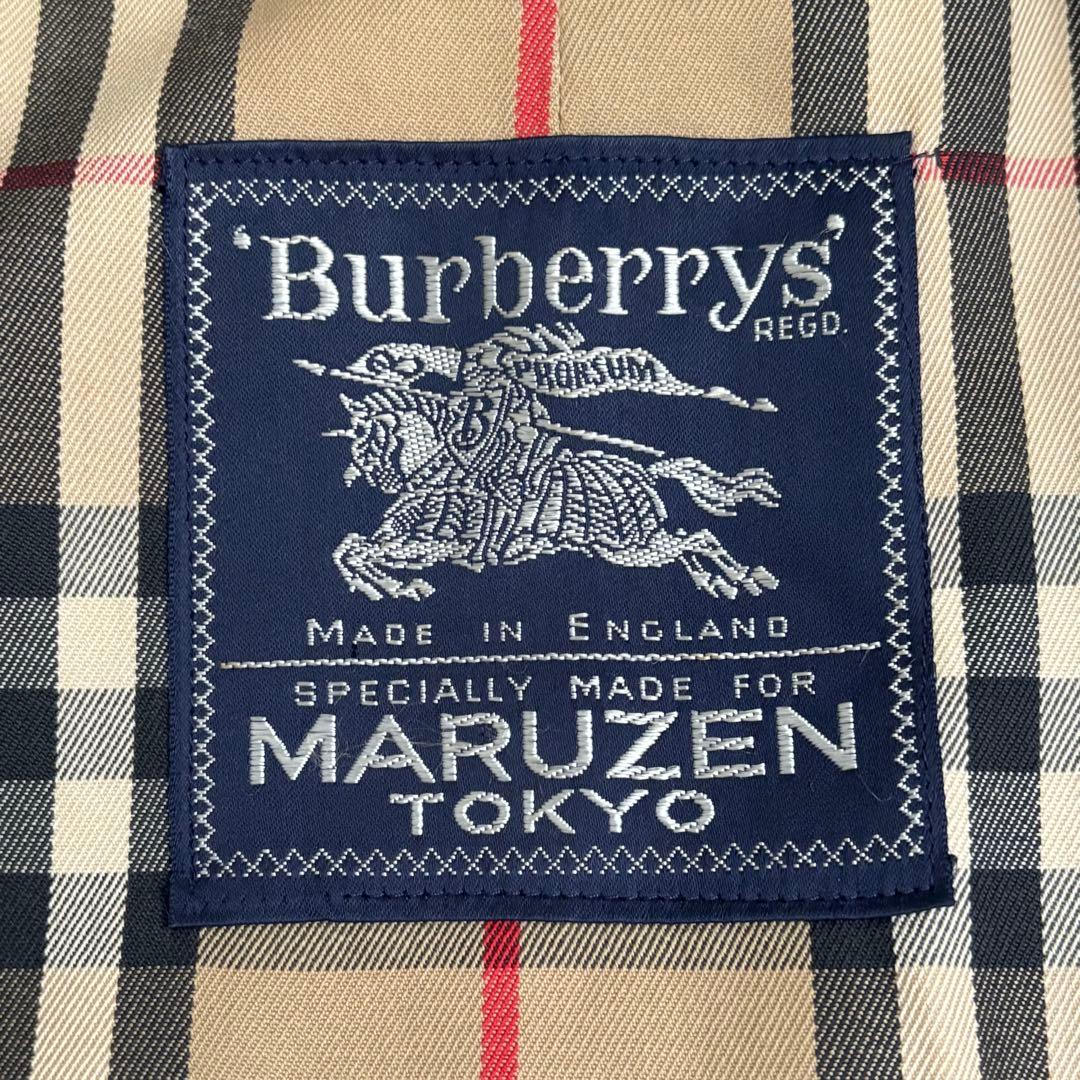 'Burberrys'
REGD.
PRORSUM
B
MADE IN ENGLAND
SPECIALLY MADE FOR
MARUZEN
TOKYO